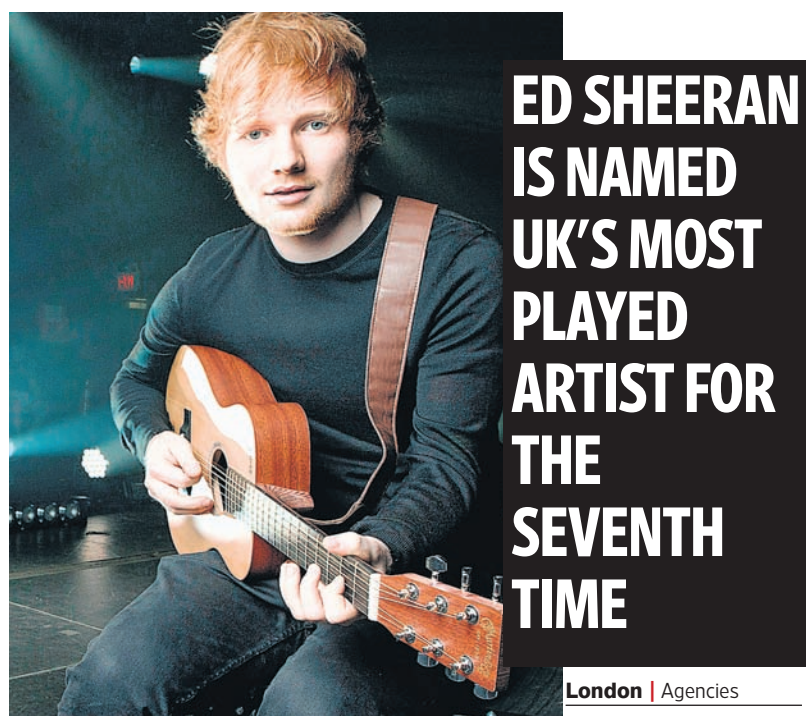 ED SHEERAN
IS NAMED
UK'S MOST
PLAYED
ARTIST FOR
THE
SEVENTH
TIME
London | Agencies